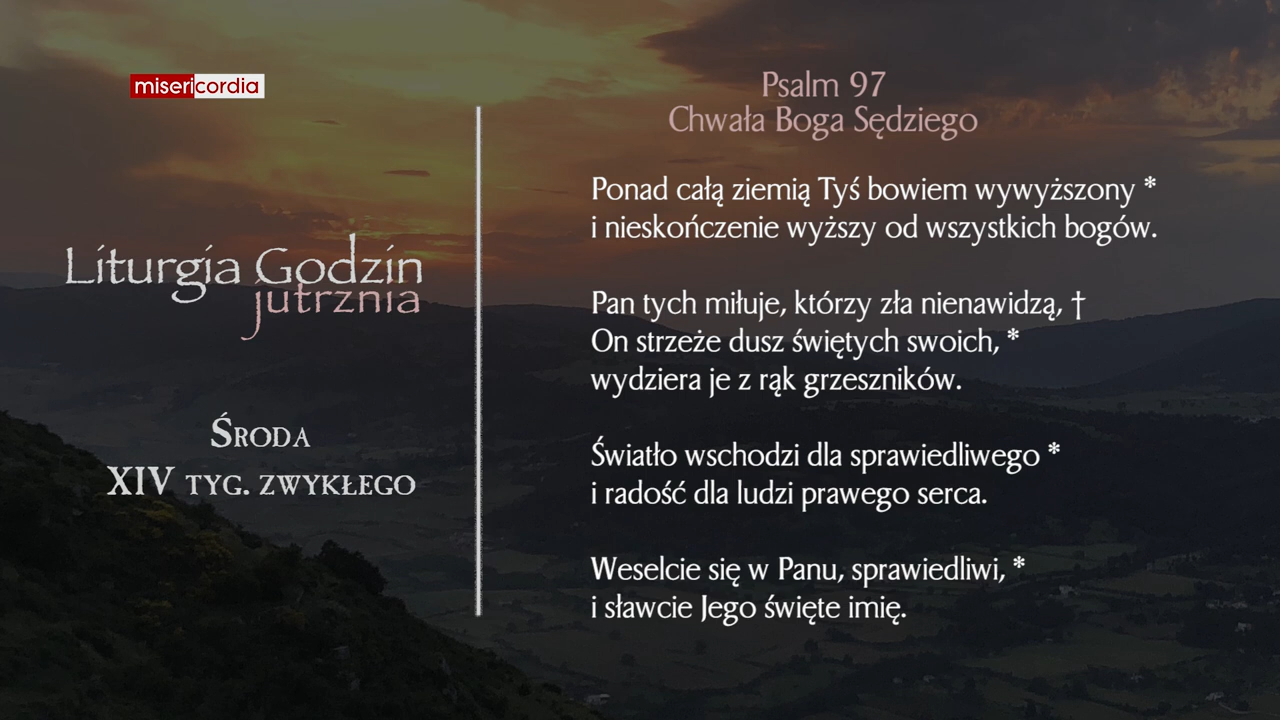 misericordia
Liturgia Godzin
jutrznia
Środa
XIV tyg. zwykłego
Psalm 97
Chwała Boga Sędziego
Ponad całą ziemią Tyś bowiem wywyższony *
i nieskończenie wyższy od wszystkich bogów.
Pan tych miłuje, którzy zła nienawidzą, †
On strzeże dusz świętych swoich, *
wydziera je z rąk grzeszników.
Światło wschodzi dla sprawiedliwego *
i radość dla ludzi prawego serca.
Weselcie się w Panu, sprawiedliwi, *
i sławcie Jego święte imię.